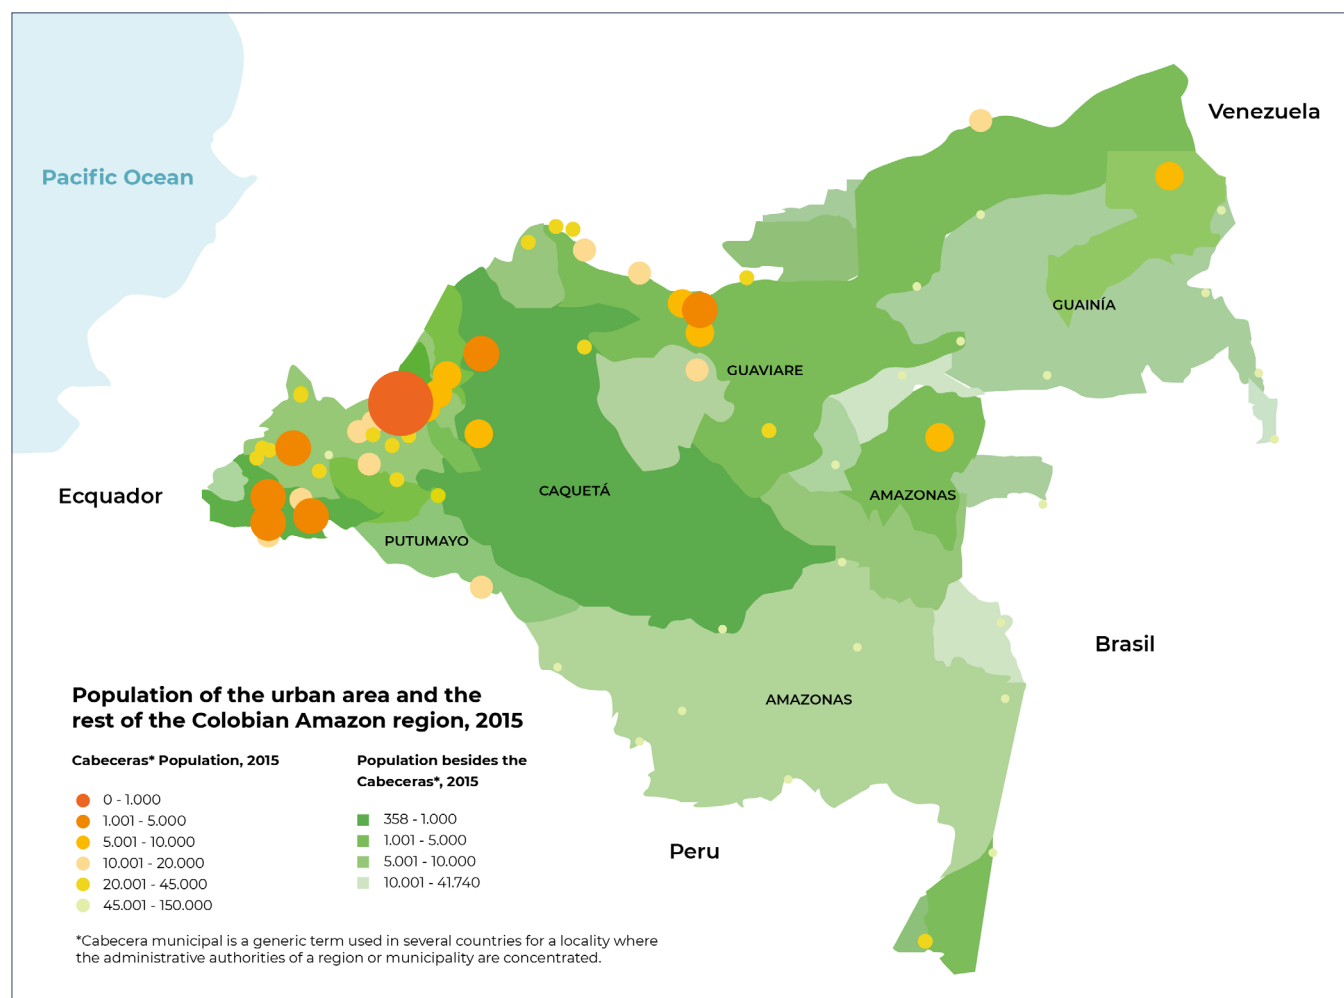 Venezuela
Pacific Ocean
GUAINÍA
GUAVIARE
Ecquador
CAQUETÁ
AMAZONAS
PUTUMAYO
Brasil
AMAZONAS
Peru
Population of the urban area and the
rest of the Colobian Amazon region, 2015
Cabeceras* Population, 2015
0 - 1.000
1.001 - 5.000
5.001 - 10.000
10.001 - 20.000
20.001 - 45.000
45.001 - 150.000
Population besides the
Cabeceras*, 2015
358 - 1.000
1.001 - 5.000
5.001 - 10.000
10.001 - 41.740
*Cabecera municipal is a generic term used in several countries for a locality where
the administrative authorities of a region or municipality are concentrated.